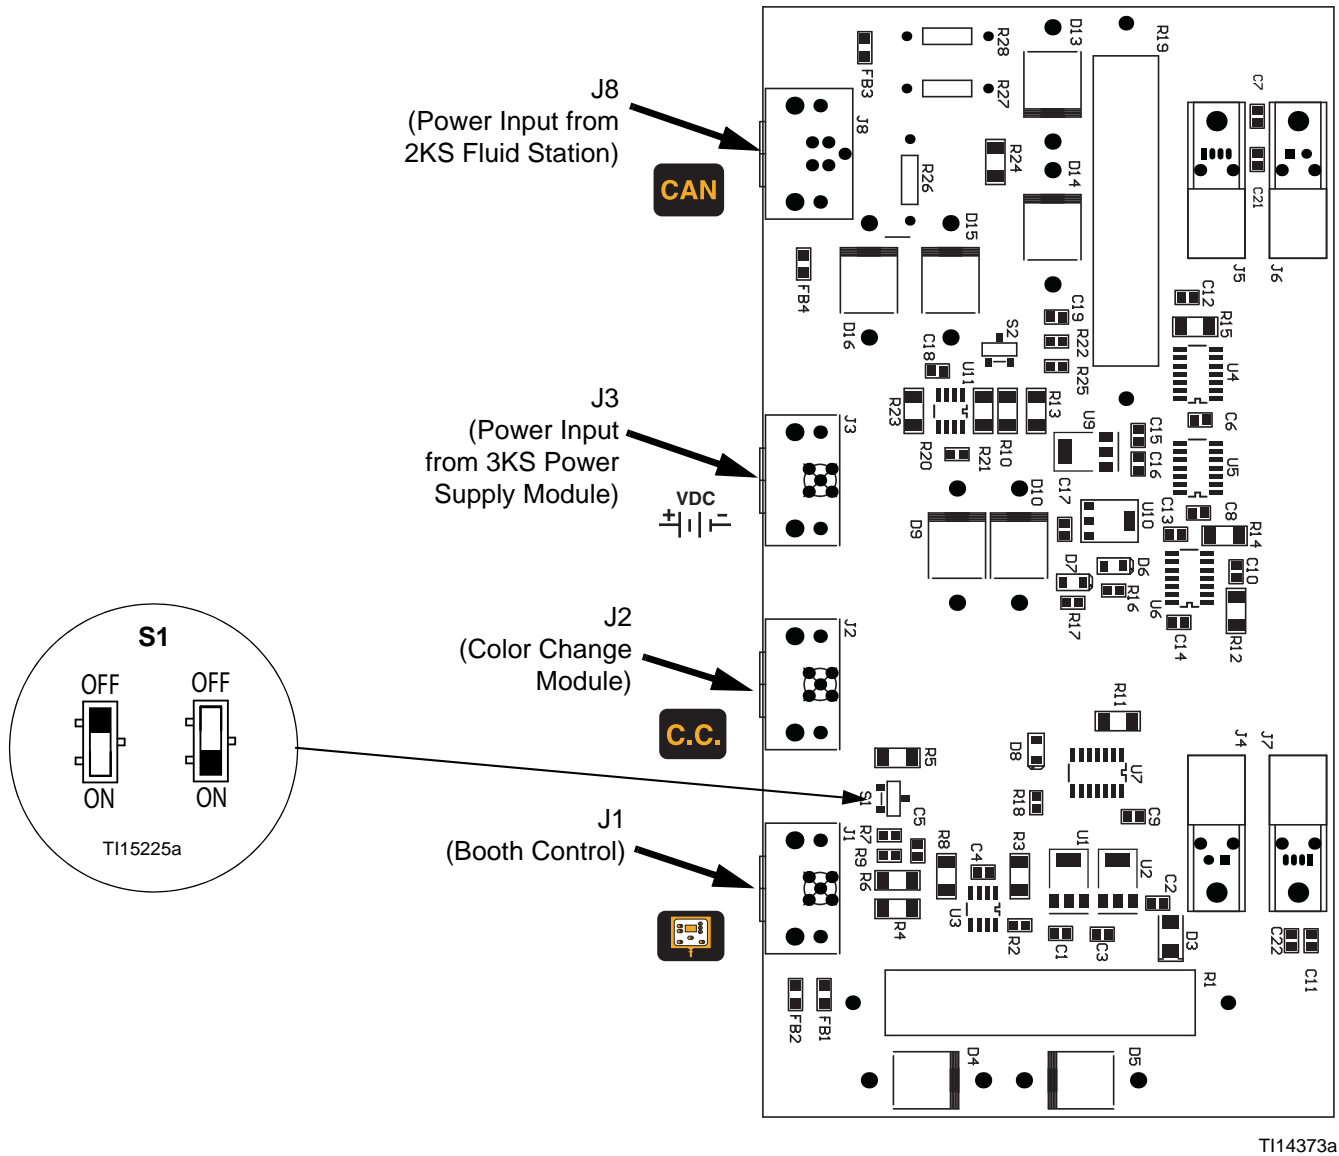 J8
(Power Input from
2KS Fluid Station)
CAN
J3
(Power Input
from 3KS Power
Supply Module)
VDC
+ -
J2
(Color Change
Module)
C.C.
J1
(Booth Control)
S1
OFF
OFF
ON
ON
TI15225a
FB3
R28
D13
R19
C7
R27
J8
R24
D14
R26
C21
D15
J5
J6
FB4
D16
C12
C19
R15
S2
R22
C18
R25
U11
U4
R23
R13
J3
U9
C6
C15
R20
R21
R10
C16
U5
C17
D10
C13
U10
C8
D9
R14
D7
D6
C10
R16
U6
R17
C14
R12
J2
R11
J4
J7
R5
D8
U7
S1
R18
C5
C9
J1
R7
R8
C4
R3
U1
R9
U2
R6
C2
R4
U3
R2
C1
C3
D3
C22
C11
R1
FB2
FB1
D4
D5
TI14373a